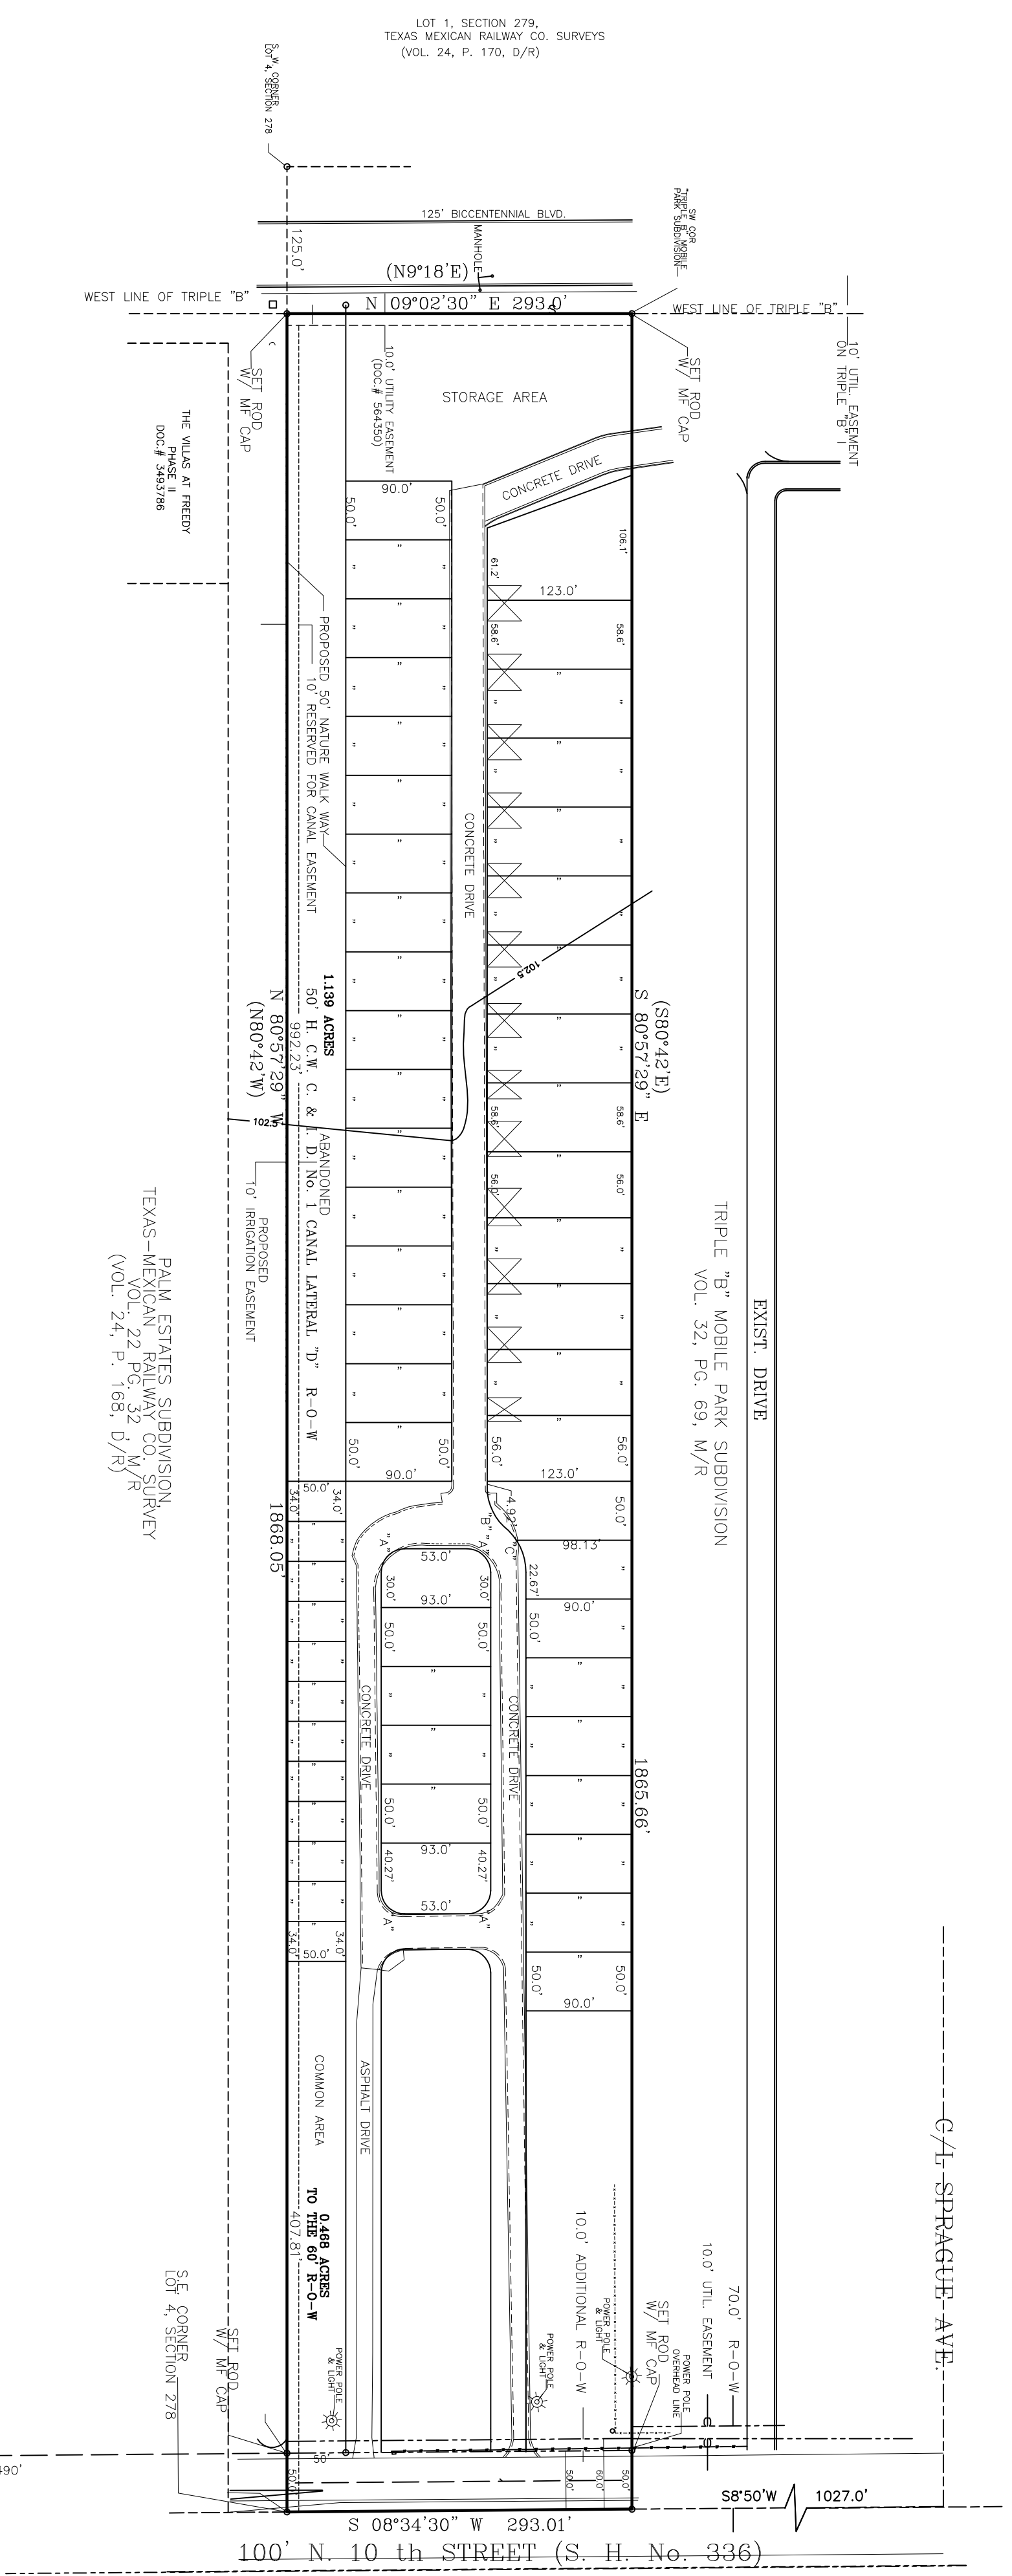 LOT 1, SECTION 279,
TEXAS MEXICAN RAILWAY CO. SURVEYS
(VOL. 24, P. 170, D/R)
S. W. CORNER
LOT 4, SECTION 278
SW COR
"TRIPLE B" MOBILE
PARK SUBDIVISION
125' BICCENTENNIAL BLVD.
MANHOLE
125.0'
(N9°18'E)
N 09°02'30" E 293.0'
WEST LINE OF TRIPLE "B"
WEST LINE OF TRIPLE "B"
10' UTIL. EASEMENT
ON TRIPLE "B" I
SET ROD
W/ MF CAP
SET ROD
W/ MF CAP
10.0' UTILITY EASEMENT
(DOC.# 564350)
STORAGE AREA
THE VILLAS AT FREEDY
PHASE II
DOC.# 3493786
CONCRETE DRIVE
90.0'
50.0'
50.0'
106.1'
61.2'
123.0'
58.6'
58.6'
PROPOSED 50' NATURE WALK WAY
10' RESERVED FOR CANAL EASEMENT
CONCRETE DRIVE
102.5
1.139 ACRES
ABANDONED
50' H. C.W. C. & I. D. No. 1 CANAL LATERAL "D" R-O-W
992.23'
N 80°57'29" W
(N80°42'W)
(S80°42'E)
S 80°57'29" E
102.5
58.6'
58.6'
56.0'
56.0'
PROPOSED
10' IRRIGATION EASEMENT
PALM ESTATES SUBDIVISION,
TEXAS-MEXICAN RAILWAY CO. SURVEY
VOL. 22 PG. 32 , M/R
(VOL. 24, P. 168, D/R)
TRIPLE "B" MOBILE PARK SUBDIVISION
VOL. 32, PG. 69, M/R
EXIST. DRIVE
50.0'
50.0'
56.0'
56.0'
90.0'
123.0'
50.0'
34.0'
34.0'
1868.05'
4.92'
50.0'
"B"
"C"
"A"
"A"
53.0'
98.13'
30.0'
30.0'
22.67'
93.0'
90.0'
50.0'
50.0'
50.0'
CONCRETE DRIVE
CONCRETE DRIVE
1865.66'
50.0'
50.0'
93.0'
40.27'
40.27'
53.0'
"A"
"A"
34.0'
34.0'
50.0'
50.0'
50.0'
90.0'
COMMON AREA
ASPHALT DRIVE
0.468 ACRES
TO THE 60' R-O-W
407.81'
C/L SPRAGUE AVE.
10.0' ADDITIONAL R-O-W
10.0' UTIL. EASEMENT
70.0' R-O-W
SET ROD
W/ MF CAP
POWER POLE
& LIGHT
POWER POLE
OVERHEAD LINE
POWER POLE
& LIGHT
POWER POLE
& LIGHT
S.E. CORNER
LOT 4, SECTION 278
SET ROD
W/ MF CAP
50'
50.0'
50.0'
60.0'
50.0'
S8°50'W 1027.0'
S 08°34'30" W 293.01'
100' N. 10 th STREET (S. H. No. 336)